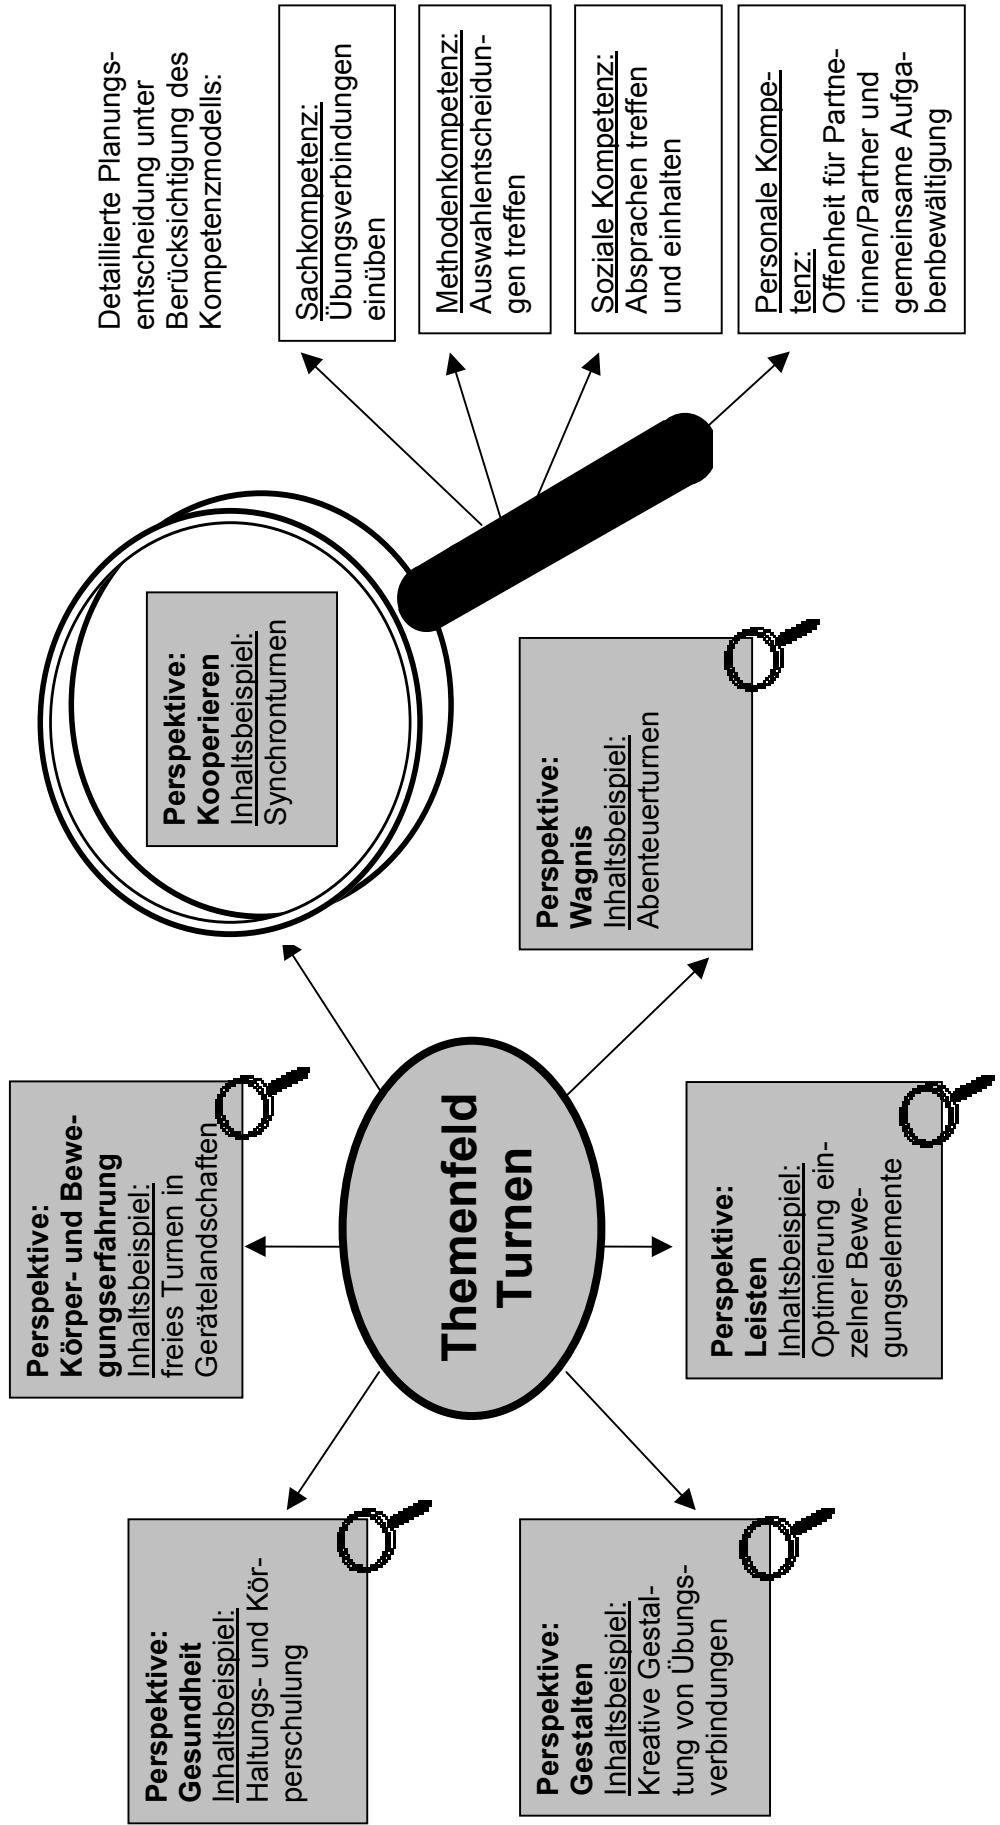 Perspektive:
Körper- und Bewe-
gungserfahrung
Inhaltsbeispiel:
freies Turnen in
Gerätelandschaften
Perspektive:
Gesundheit
Inhaltsbeispiel:
Haltungs- und Kör-
perschulung
Perspektive:
Kooperieren
Inhaltsbeispiel:
Synchronturnen
Detaillierte Planungs-
entscheidung unter
Berücksichtigung des
Kompetenzmodells:
Sachkompetenz:
Übungsverbindungen
einüben
Methodenkompetenz:
Auswahlentscheidun-
gen treffen
Soziale Kompetenz:
Absprachen treffen
und einhalten
Personale Kompe-
tenz:
Offenheit für Partne-
rinnen/Partner und
gemeinsame Aufga-
benbewältigung
Themenfeld
Turnen
Perspektive:
Gestalten
Inhaltsbeispiel:
Kreative Gestal-
tung von Übungs-
verbindungen
Perspektive:
Leisten
Inhaltsbeispiel:
Optimierung ein-
zelner Bewe-
gungselemente
Perspektive:
Wagnis
Inhaltsbeispiel:
Abenteuerturnen